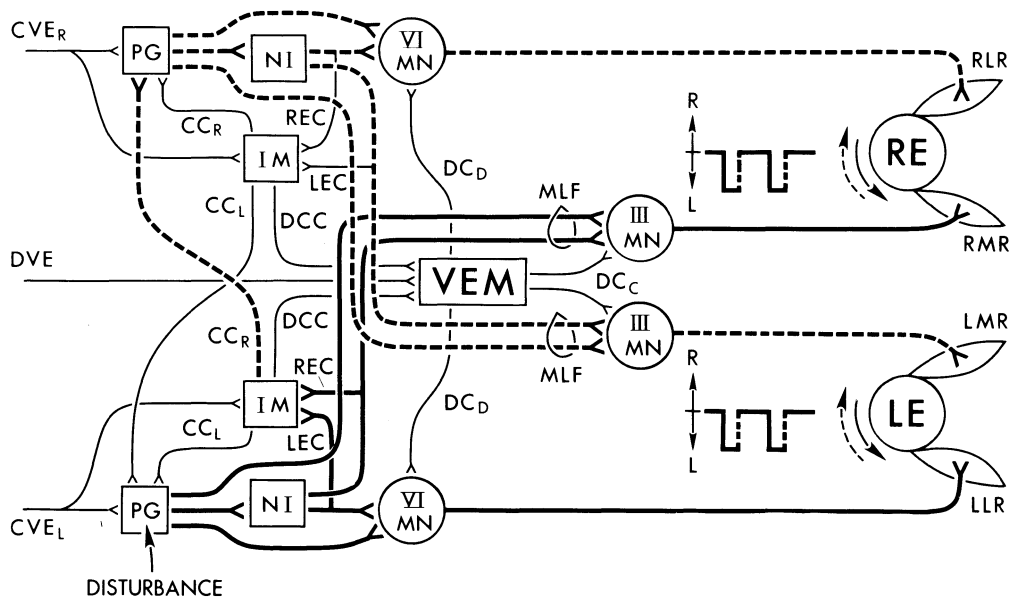 CVE_R
PG
NI
VI
MN
RLR
CC_R
REC
IM
LEC
CC_L
DCC
DC_D
R
L
RE
MLF
III
MN
RMR
DVE
VEM
DC_C
CC_R
DCC
REC
III
MN
MLF
LMR
R
L
LE
IM
CC_L
LEC
DC_D
PG
NI
VI
MN
LLR
CVE_L
DISTURBANCE